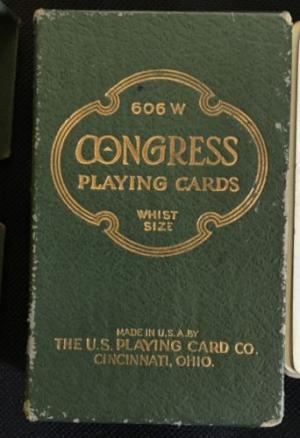 606 W
CONGRESS
PLAYING CARDS
WHIST
SIZE
MADE IN U.S.A. BY
THE U.S. PLAYING CARD CO.
CINCINNATI, OHIO.